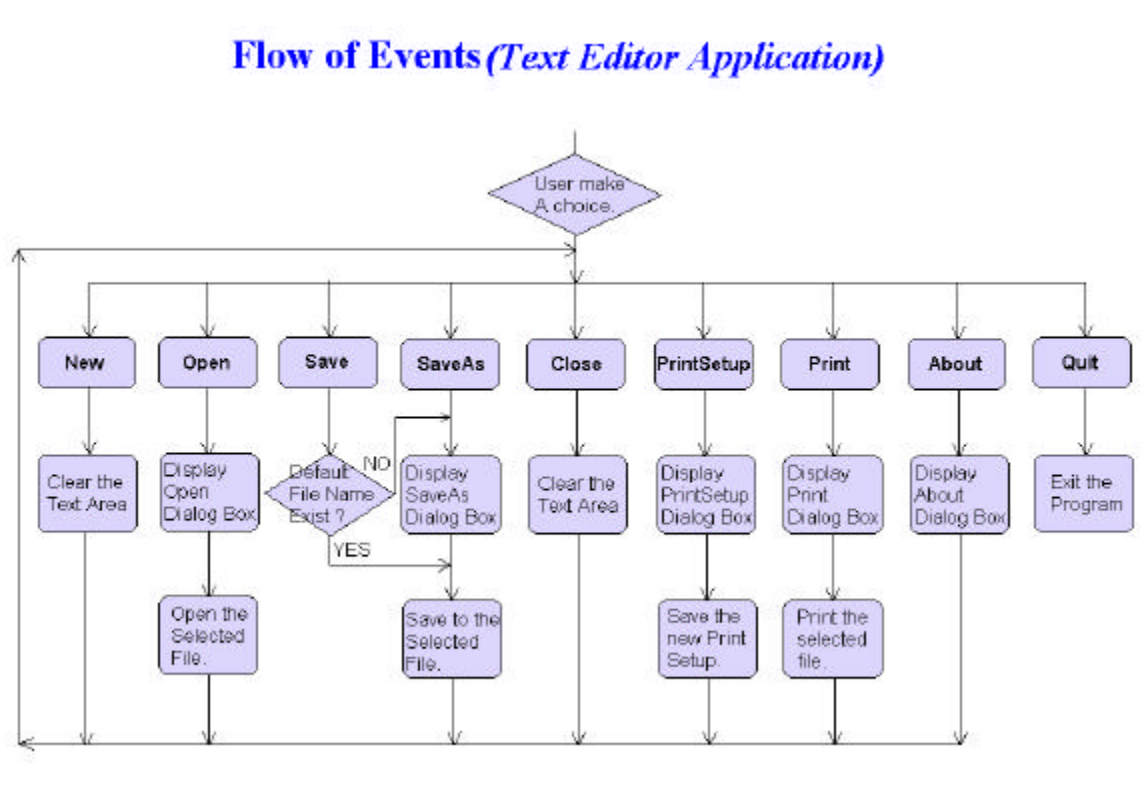 Flow of Events (Text Editor Application)
User make
A choice.
New
Open
Save
SaveAs
Close
PrintSetup
Print
About
Quit
Clear the
Text Area
Display
Open
Dialog Box
Default
File Name
Exist ?
NO
YES
Display
SaveAs
Dialog Box
Clear the
Text Area
Display
PrintSetup
Dialog Box
Display
Print
Dialog Box
Display
About
Dialog Box
Exit the
Program
Open the
Selected
File.
Save to the
Selected
File.
Save the
new Print
Setup.
Print the
selected
file.